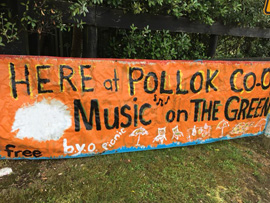 HERE at POLLOK CO-O
Music on THE GREEN
free b.y.o. Picnic